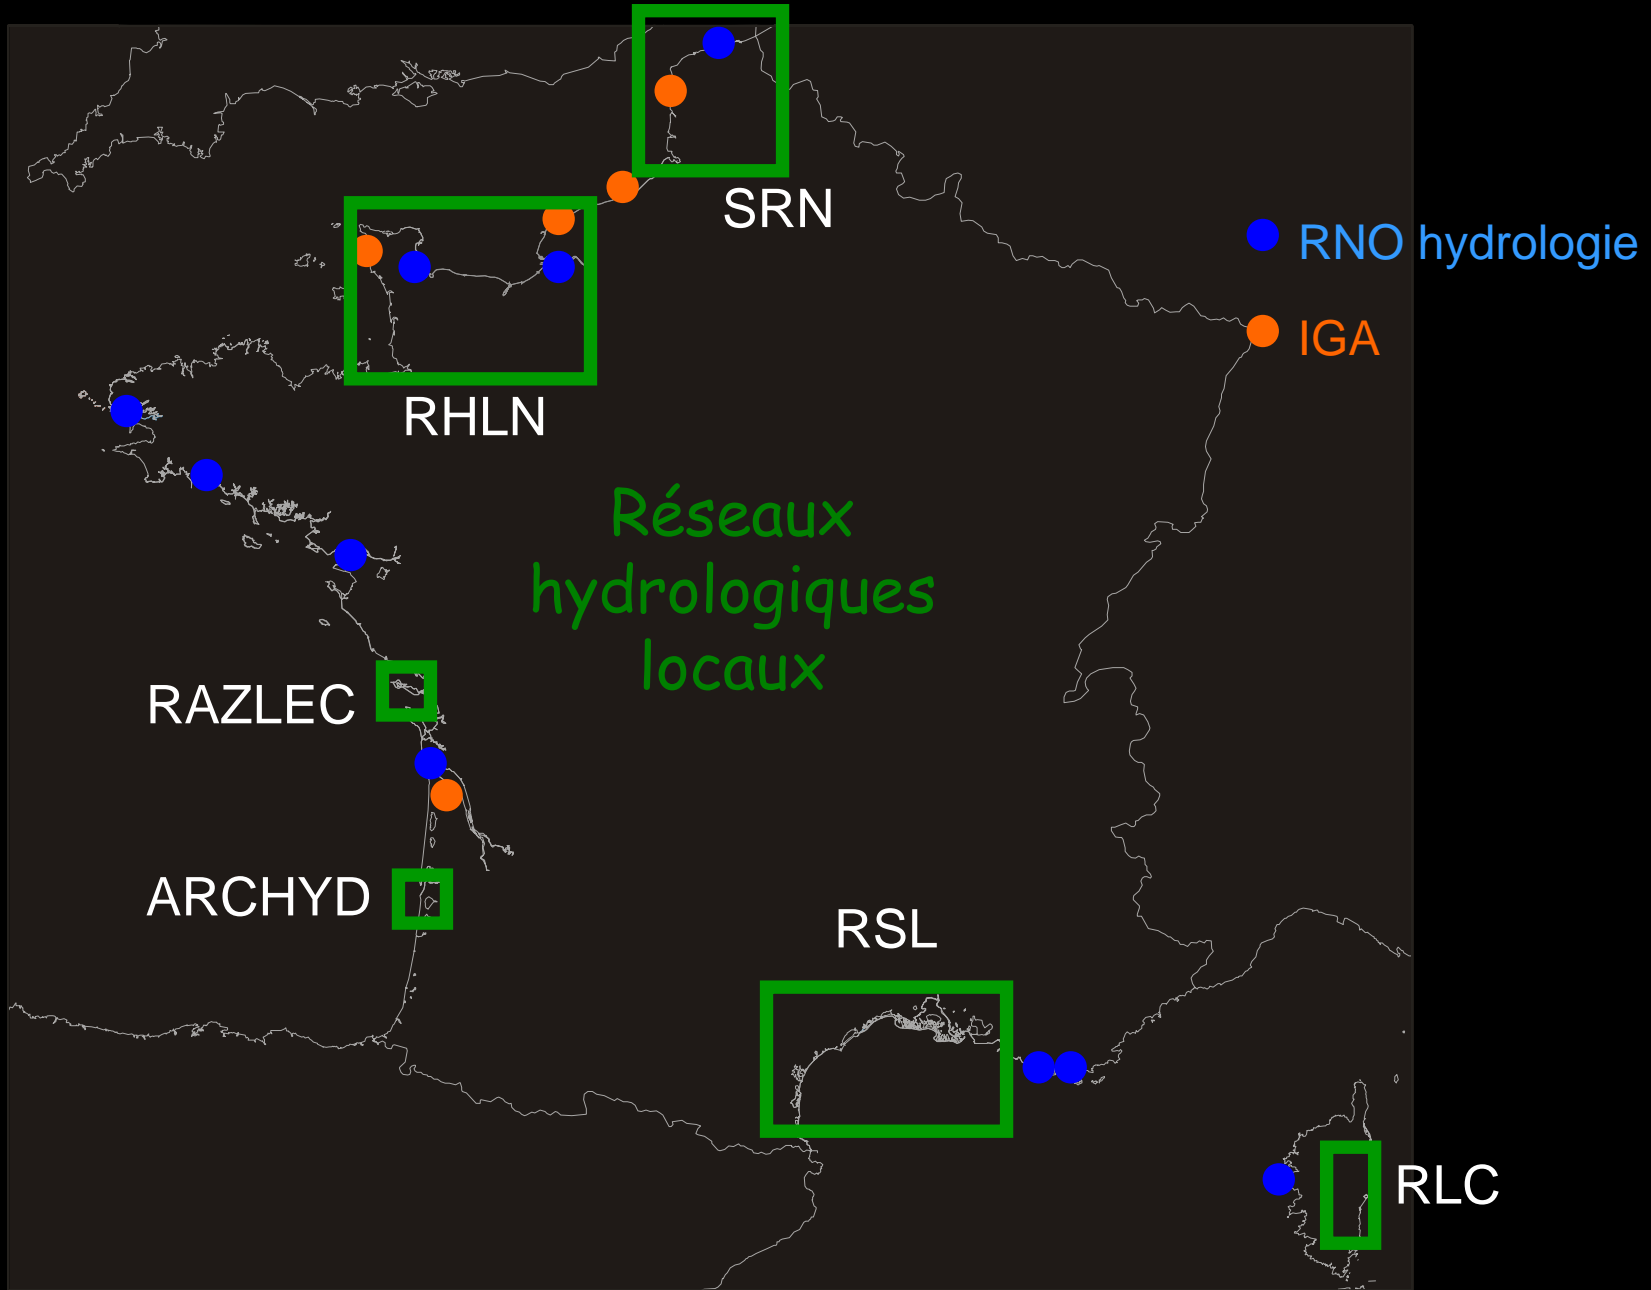 SRN
RNO hydrologie
IGA
RHLN
Réseaux
hydrologiques
locaux
RAZLEC
ARCHYD
RSL
RLC